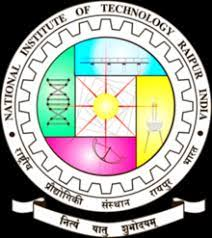 NATIONAL INSTITUTE OF TECHNOLOGY RAIPUR INDIA
राष्ट्रीय प्रौद्योगिकी संस्थान रायपुर भारत
नित्यं यातु शुभोदयम्